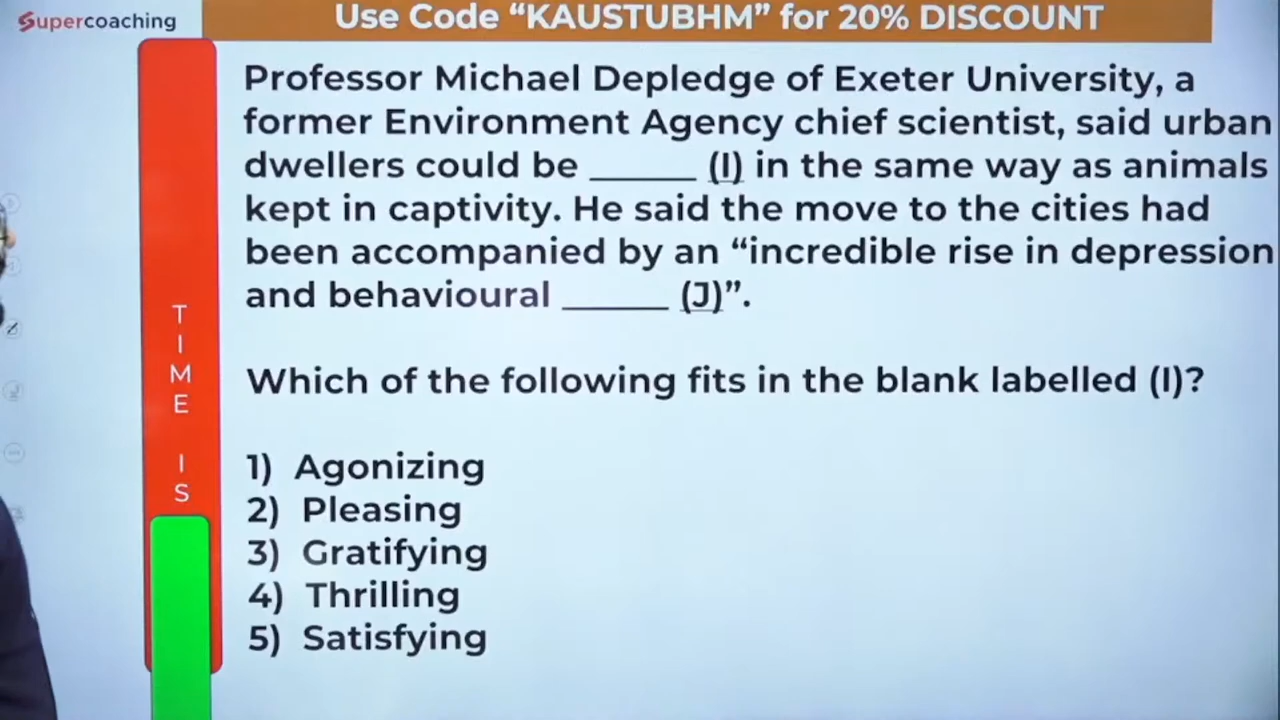 Supercoaching
Use Code “KAUSTUBHM” for 20% DISCOUNT
Professor Michael Depledge of Exeter University, a
former Environment Agency chief scientist, said urban
dwellers could be ______ (I) in the same way as animals
kept in captivity. He said the move to the cities had
been accompanied by an “incredible rise in depression
and behavioural ______ (J)”.
Which of the following fits in the blank labelled (I)?
1) Agonizing
2) Pleasing
3) Gratifying
4) Thrilling
5) Satisfying
T
I
M
E
I
S